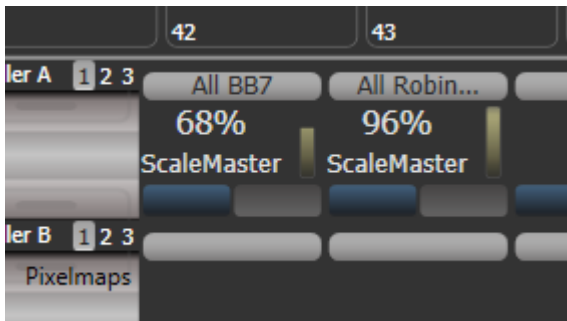 42 43
ler A 1 2 3 All BB7 All Robin...
68% 96%
ScaleMaster ScaleMaster
ler B 1 2 3
Pixelmaps